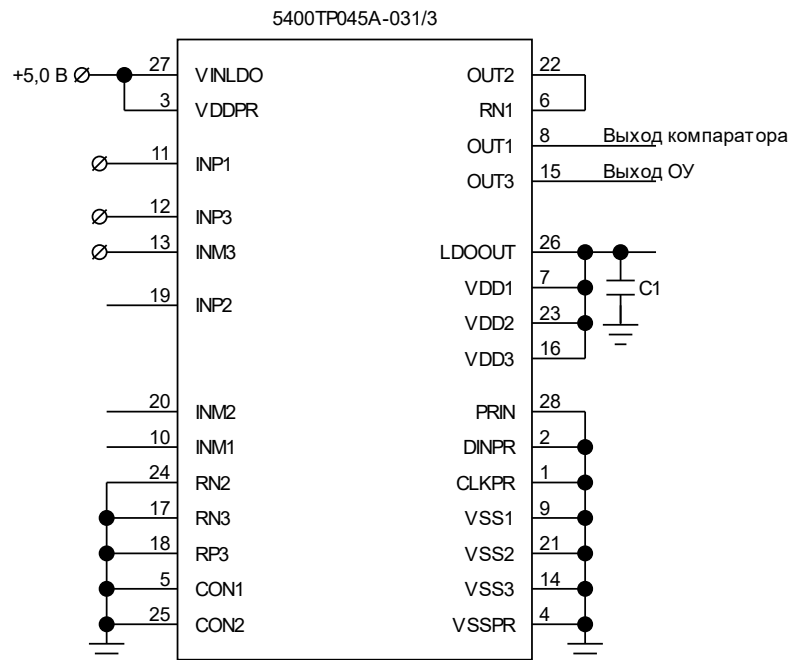 5400ТР045А-031/3
+5,0 В
27 VINLDO
3 VDDPR
11 INP1
12 INP3
13 INM3
19 INP2
20 INM2
10 INM1
24 RN2
17 RN3
18 RP3
5 CON1
25 CON2
OUT2 22
RN1 6
OUT1 8 Выход компаратора
OUT3 15 Выход ОУ
LDOOUT 26
VDD1 7
C1
VDD2 23
VDD3 16
PRIN 28
DINPR 2
CLKPR 1
VSS1 9
VSS2 21
VSS3 14
VSSPR 4